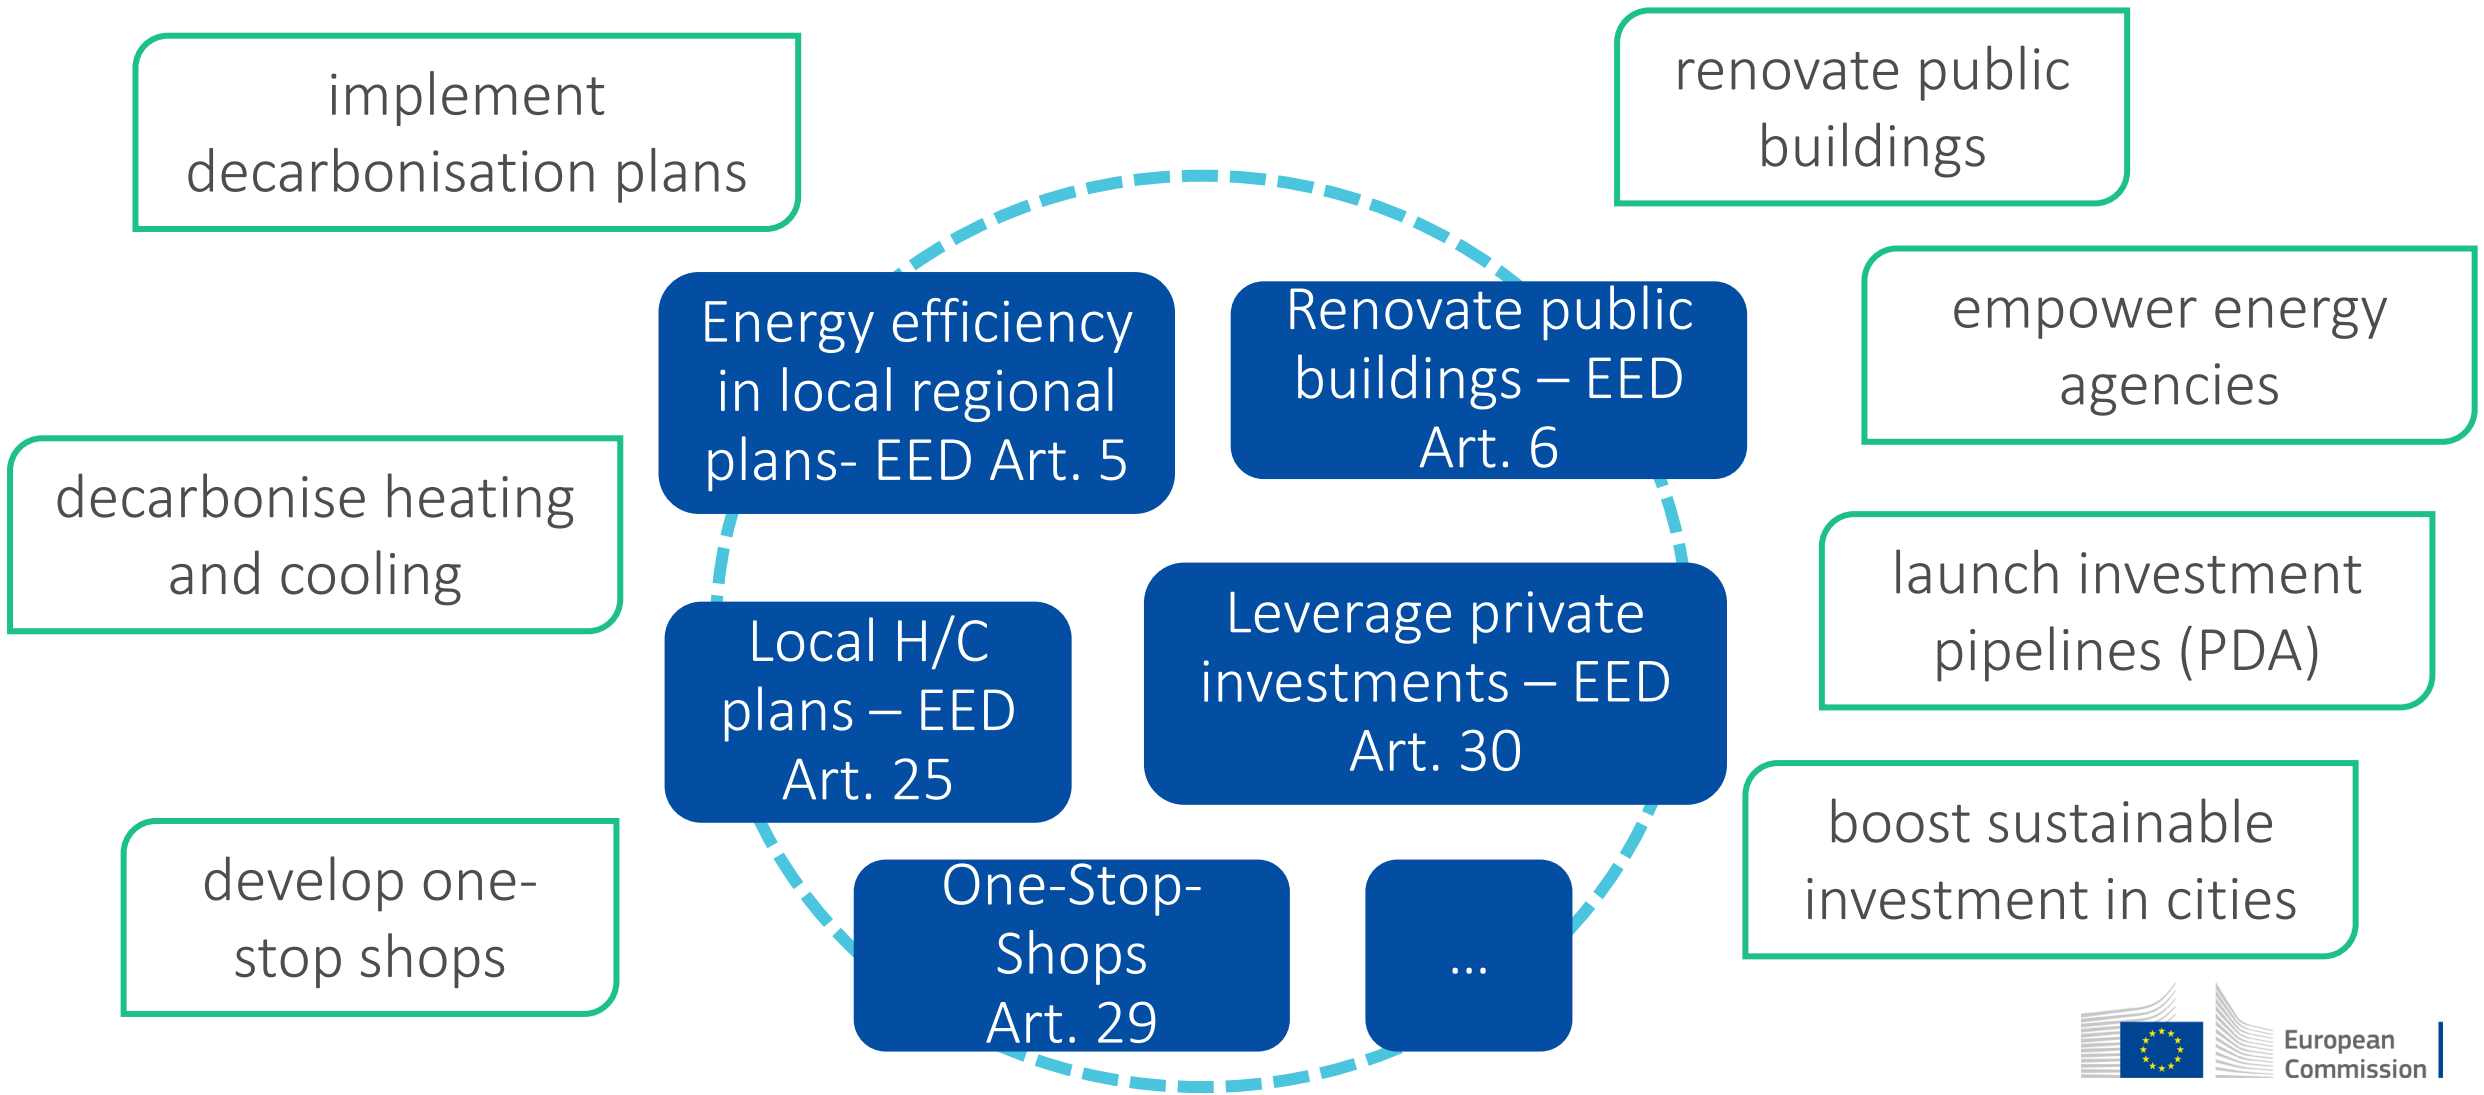 implement
decarbonisation plans
renovate public
buildings
Energy efficiency
in local regional
plans- EED Art. 5
Renovate public
buildings – EED
Art. 6
empower energy
agencies
decarbonise heating
and cooling
Local H/C
plans – EED
Art. 25
Leverage private
investments – EED
Art. 30
launch investment
pipelines (PDA)
develop one-
stop shops
One-Stop-
Shops
Art. 29
...
boost sustainable
investment in cities
European
Commission